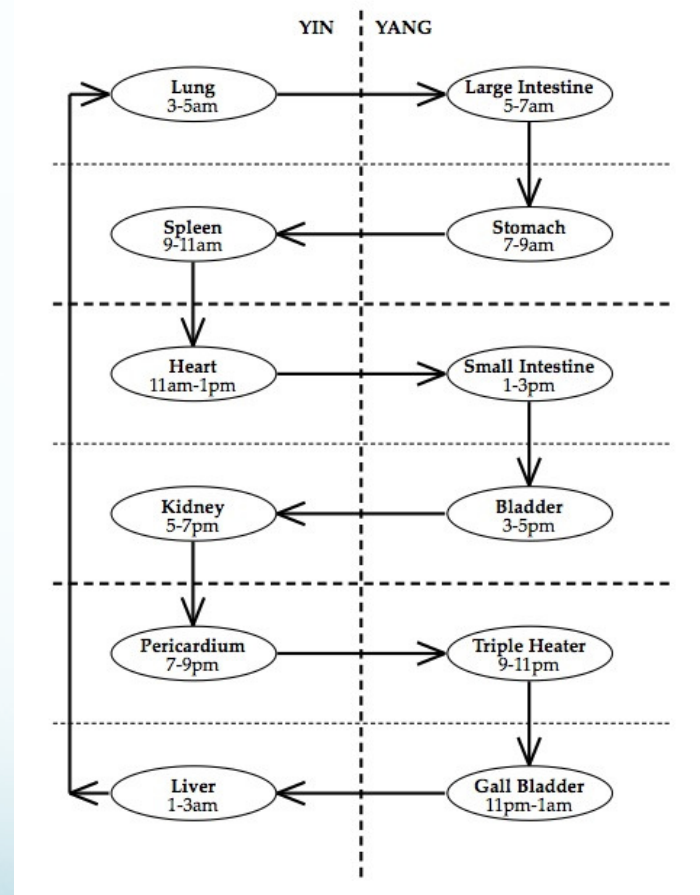 YIN YANG
Lung
3-5am
Large Intestine
5-7am
Spleen
9-11am
Stomach
7-9am
Heart
11am-1pm
Small Intestine
1-3pm
Kidney
5-7pm
Bladder
3-5pm
Pericardium
7-9pm
Triple Heater
9-11pm
Liver
1-3am
Gall Bladder
11pm-1am